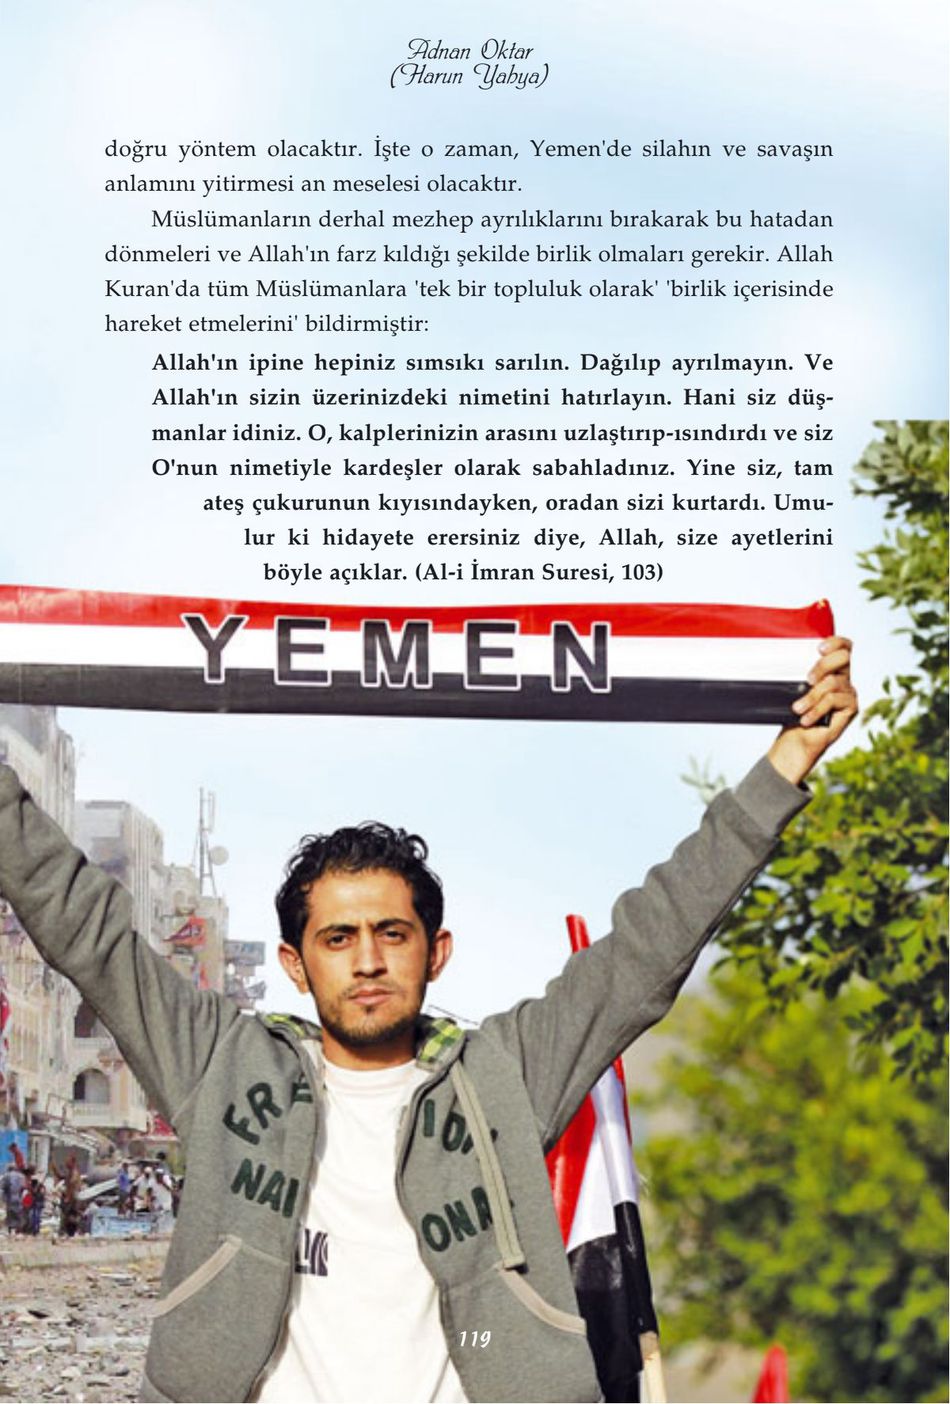 Adnan Oktar
(Harun Yahya)
doğru yöntem olacaktır. İşte o zaman, Yemen'de silahın ve savaşın
anlamını yitirmesi an meselesi olacaktır.
Müslümanların derhal mezhep ayrılıklarını bırakarak bu hatadan
dönmeleri ve Allah'ın farz kıldığı şekilde birlik olmaları gerekir. Allah
Kuran'da tüm Müslümanlara 'tek bir topluluk olarak' 'birlik içerisinde
hareket etmelerini' bildirmiştir:
Allah'ın ipine hepiniz sımsıkı sarılın. Dağılıp ayrılmayın. Ve
Allah'ın sizin üzerinizdeki nimetini hatırlayın. Hani siz düş-
manlar idiniz. O, kalplerinizin arasını uzlaştırıp-ısındırdı ve siz
O'nun nimetiyle kardeşler olarak sabahladınız. Yine siz, tam
ateş çukurunun kıyısındayken, oradan sizi kurtardı. Umu-
lur ki hidayete erersiniz diye, Allah, size ayetlerini
böyle açıklar. (Al-i İmran Suresi, 103)
YEMEN
119